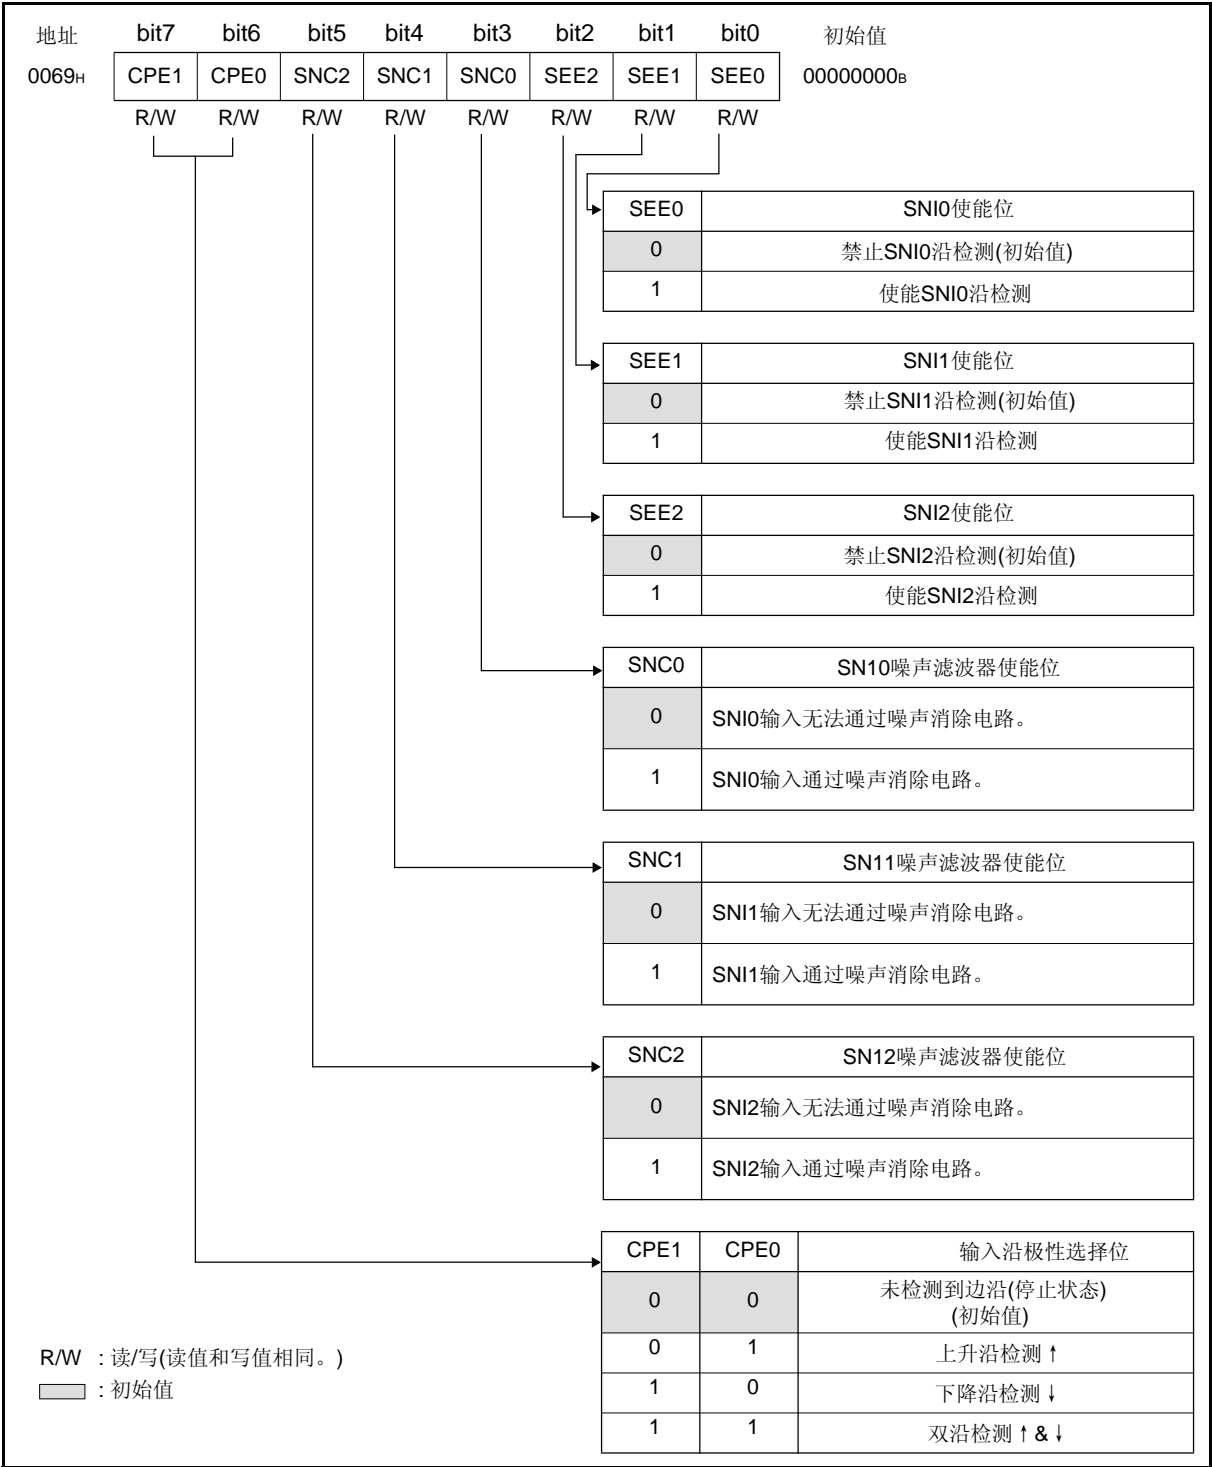 地址 bit7 bit6 bit5 bit4 bit3 bit2 bit1 bit0 初始值
0069H CPE1 CPE0 SNC2 SNC1 SNC0 SEE2 SEE1 SEE0 00000000B
R/W R/W R/W R/W R/W R/W R/W R/W
SEE0 SNI0使能位
0 禁止SNI0沿检测(初始值)
1 使能SNI0沿检测
SEE1 SNI1使能位
0 禁止SNI1沿检测(初始值)
1 使能SNI1沿检测
SEE2 SNI2使能位
0 禁止SNI2沿检测(初始值)
1 使能SNI2沿检测
SNC0 SN10噪声滤波器使能位
0 SNI0输入无法通过噪声消除电路。
1 SNI0输入通过噪声消除电路。
SNC1 SN11噪声滤波器使能位
0 SNI1输入无法通过噪声消除电路。
1 SNI1输入通过噪声消除电路。
SNC2 SN12噪声滤波器使能位
0 SNI2输入无法通过噪声消除电路。
1 SNI2输入通过噪声消除电路。
CPE1 CPE0 输入沿极性选择位
0 0 未检测到边沿(停止状态)
(初始值)
0 1 上升沿检测↑
1 0 下降沿检测↓
1 1 双沿检测↑&↓
R/W : 读/写(读值和写值相同。)
: 初始值